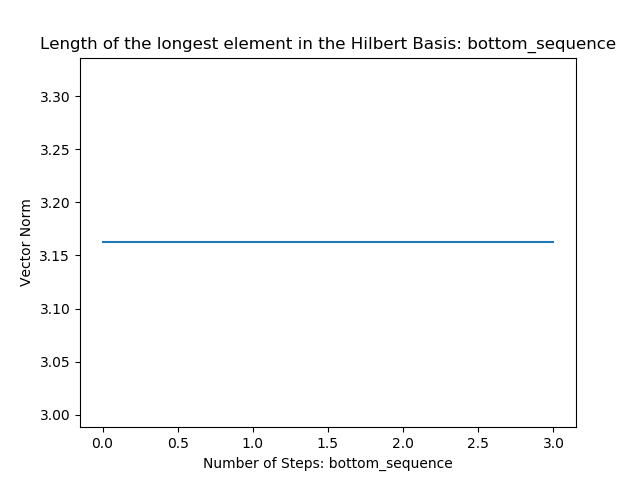 Length of the longest element in the Hilbert Basis: bottom_sequence
Vector Norm
3.30
3.25
3.20
3.15
3.10
3.05
3.00
0.0 0.5 1.0 1.5 2.0 2.5 3.0
Number of Steps: bottom_sequence